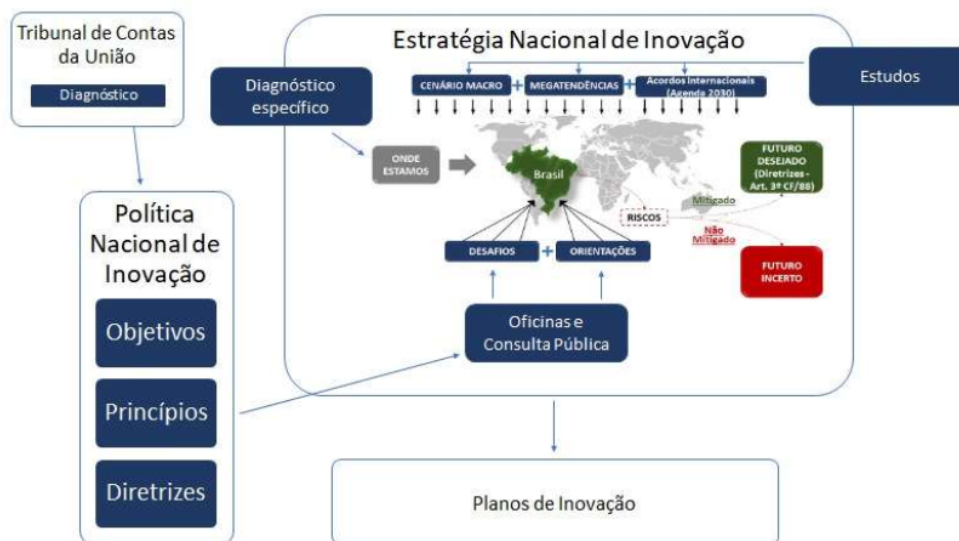 Tribunal de Contas
da União
Diagnóstico
Política
Nacional de
Inovação
Objetivos
Princípios
Diretrizes
Estratégia Nacional de Inovação
Diagnóstico
específico
Estudos
CENÁRIO MACRO + MEGATENDÊNCIAS + Acordos Internacionais
(Agenda 2030)
ONDE
ESTAMOS
Brasil
RISCOS
Mitigado
Não
Mitigado
FUTURO
DESEJADO
(Diretrizes -
Art. 3º CF/88)
FUTURO
INCERTO
DESAFIOS + ORIENTAÇÕES
Oficinas e
Consulta Pública
Planos de Inovação